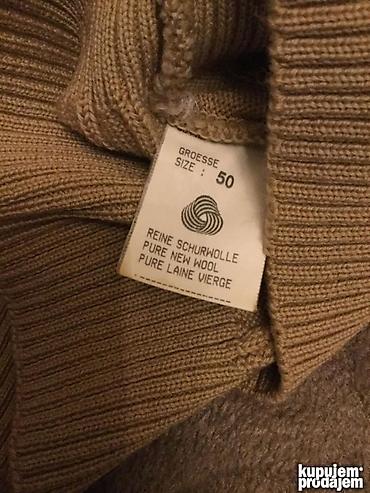 GROESSE
SIZE : 50
REINE SCHURWOLLE
PURE NEW WOOL
PURE LAINE VIERGE
kupujem
prodajem